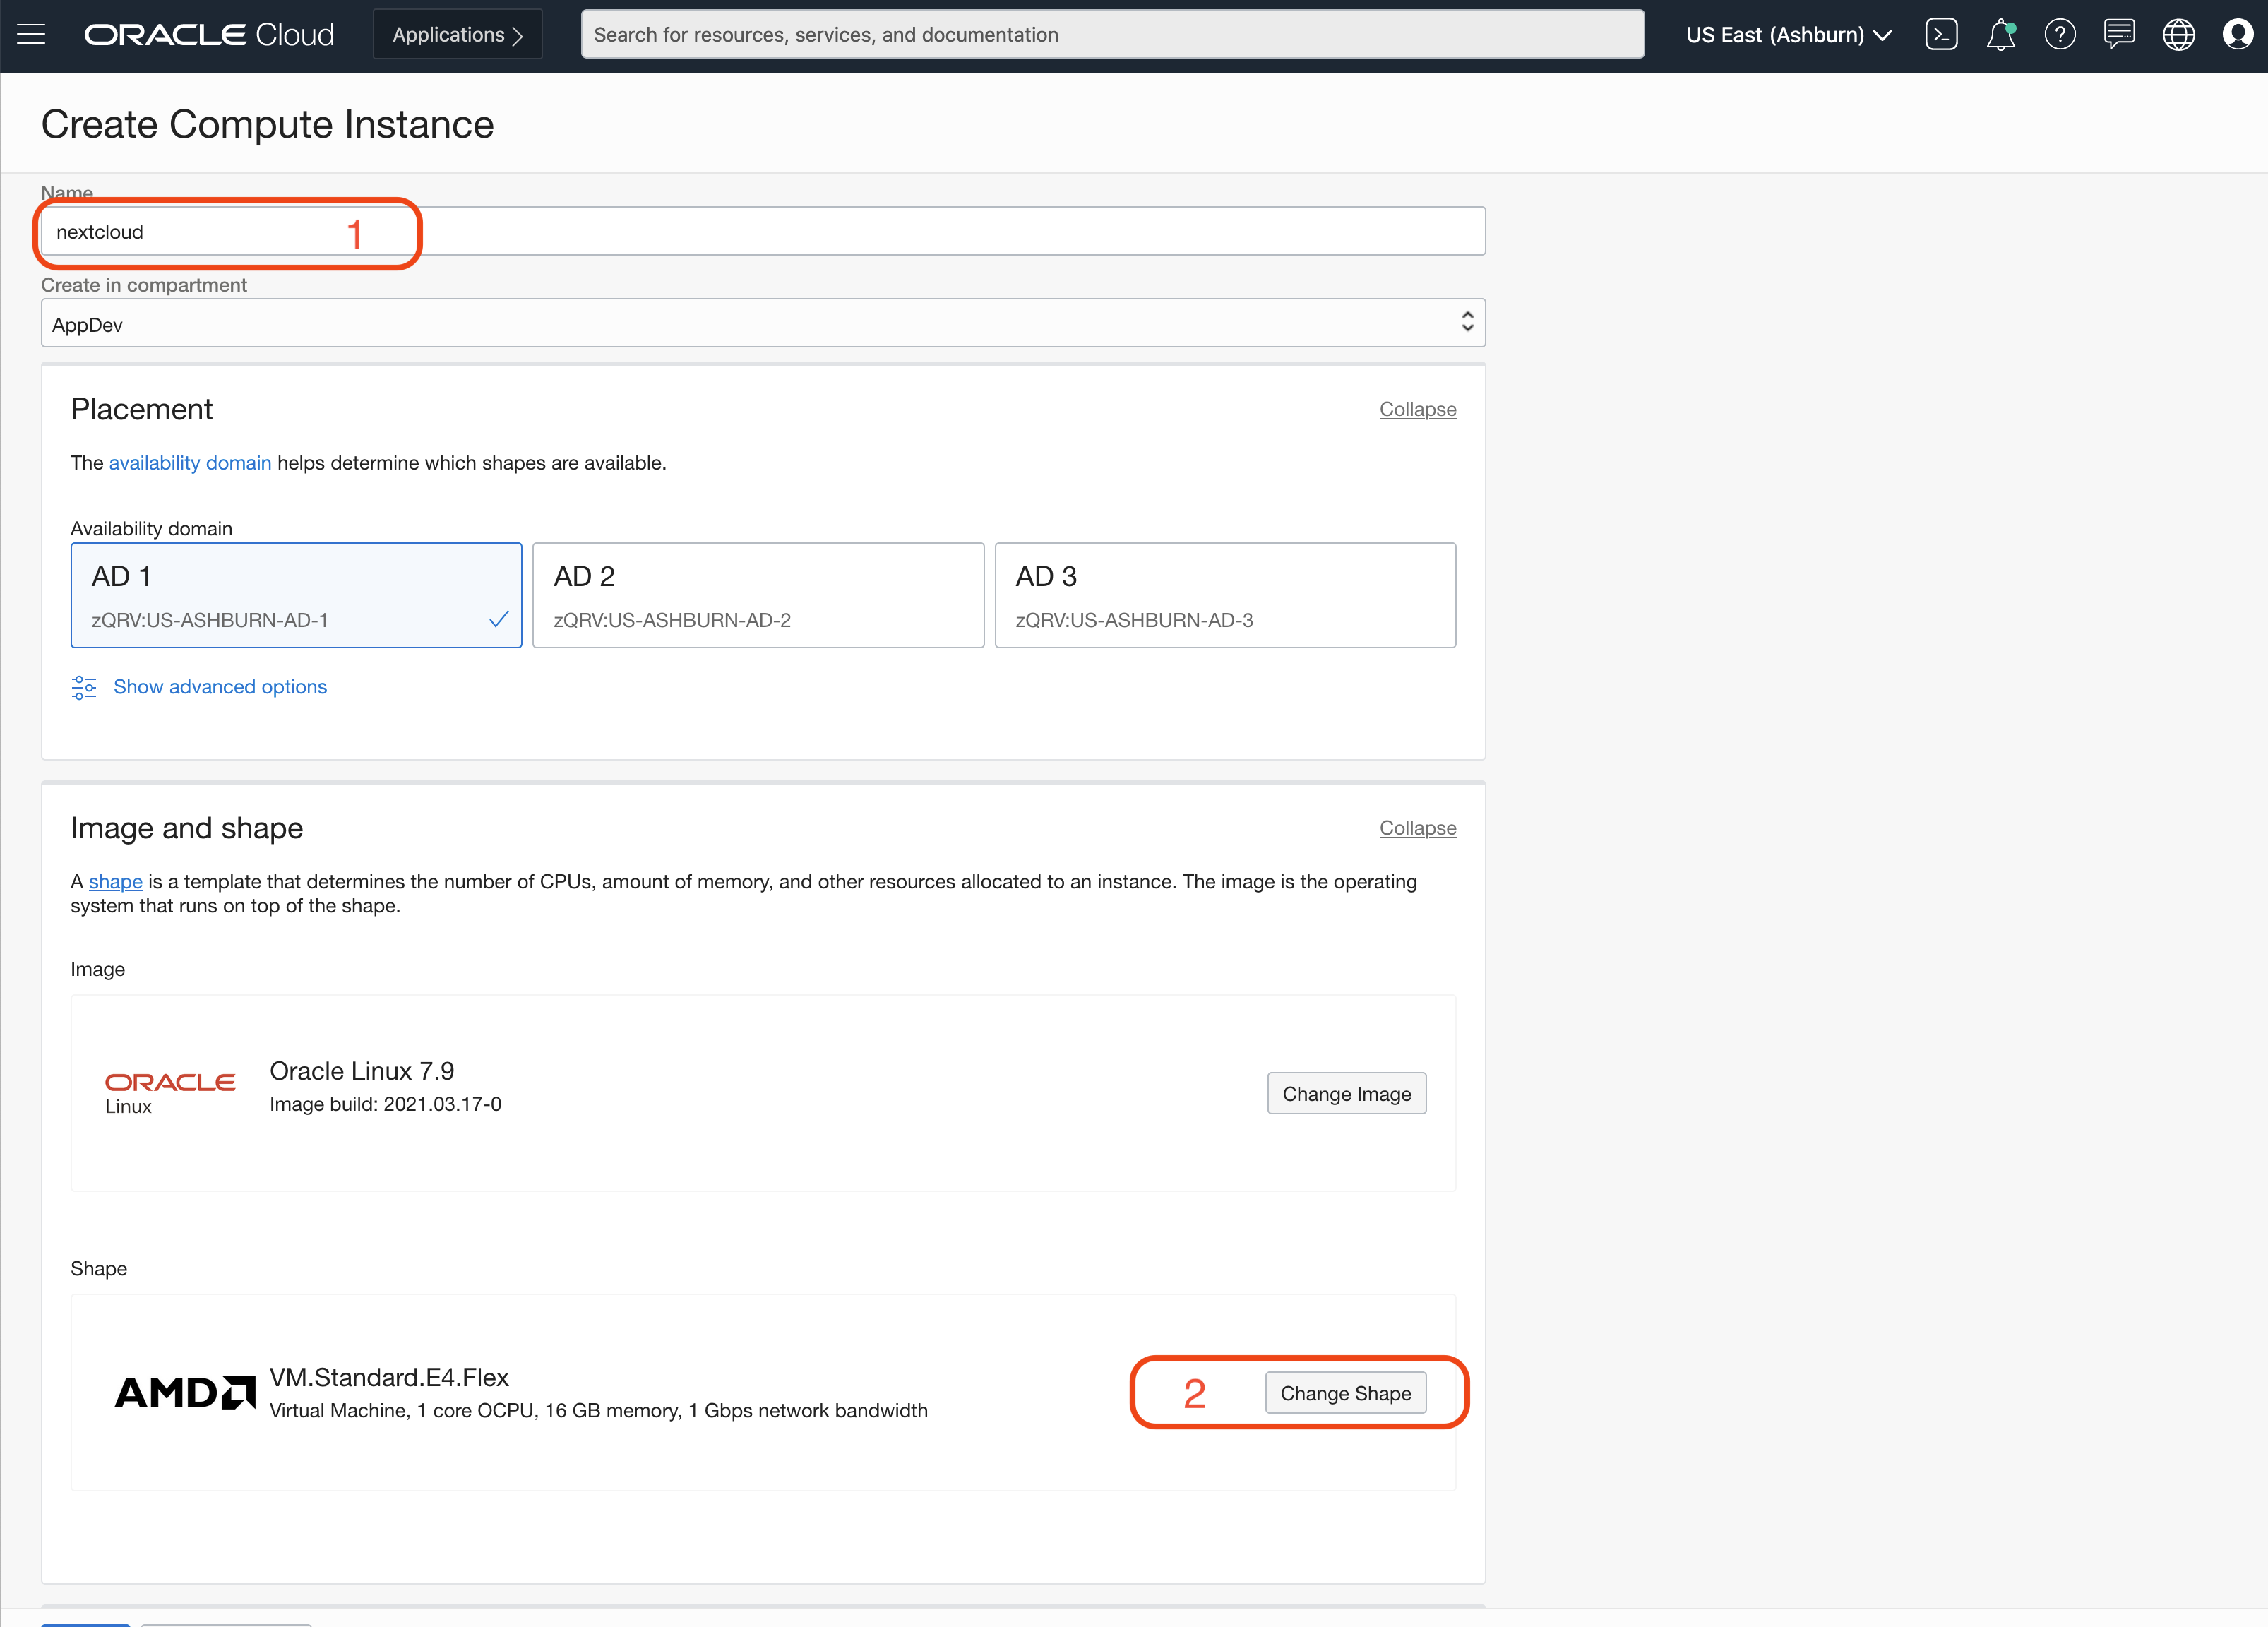 ORACLE Cloud
Applications
Search for resources, services, and documentation
US East (Ashburn)
Create Compute Instance
Name
nextcloud
1
Create in compartment
AppDev
Placement
Collapse
The availability domain helps determine which shapes are available.
Availability domain
AD 1
zQRV:US-ASHBURN-AD-1
AD 2
zQRV:US-ASHBURN-AD-2
AD 3
zQRV:US-ASHBURN-AD-3
Show advanced options
Image and shape
Collapse
A shape is a template that determines the number of CPUs, amount of memory, and other resources allocated to an instance. The image is the operating
system that runs on top of the shape.
Image
ORACLE
Linux
Oracle Linux 7.9
Image build: 2021.03.17-0
Change Image
Shape
AMD
VM.Standard.E4.Flex
Virtual Machine, 1 core OCPU, 16 GB memory, 1 Gbps network bandwidth
2
Change Shape